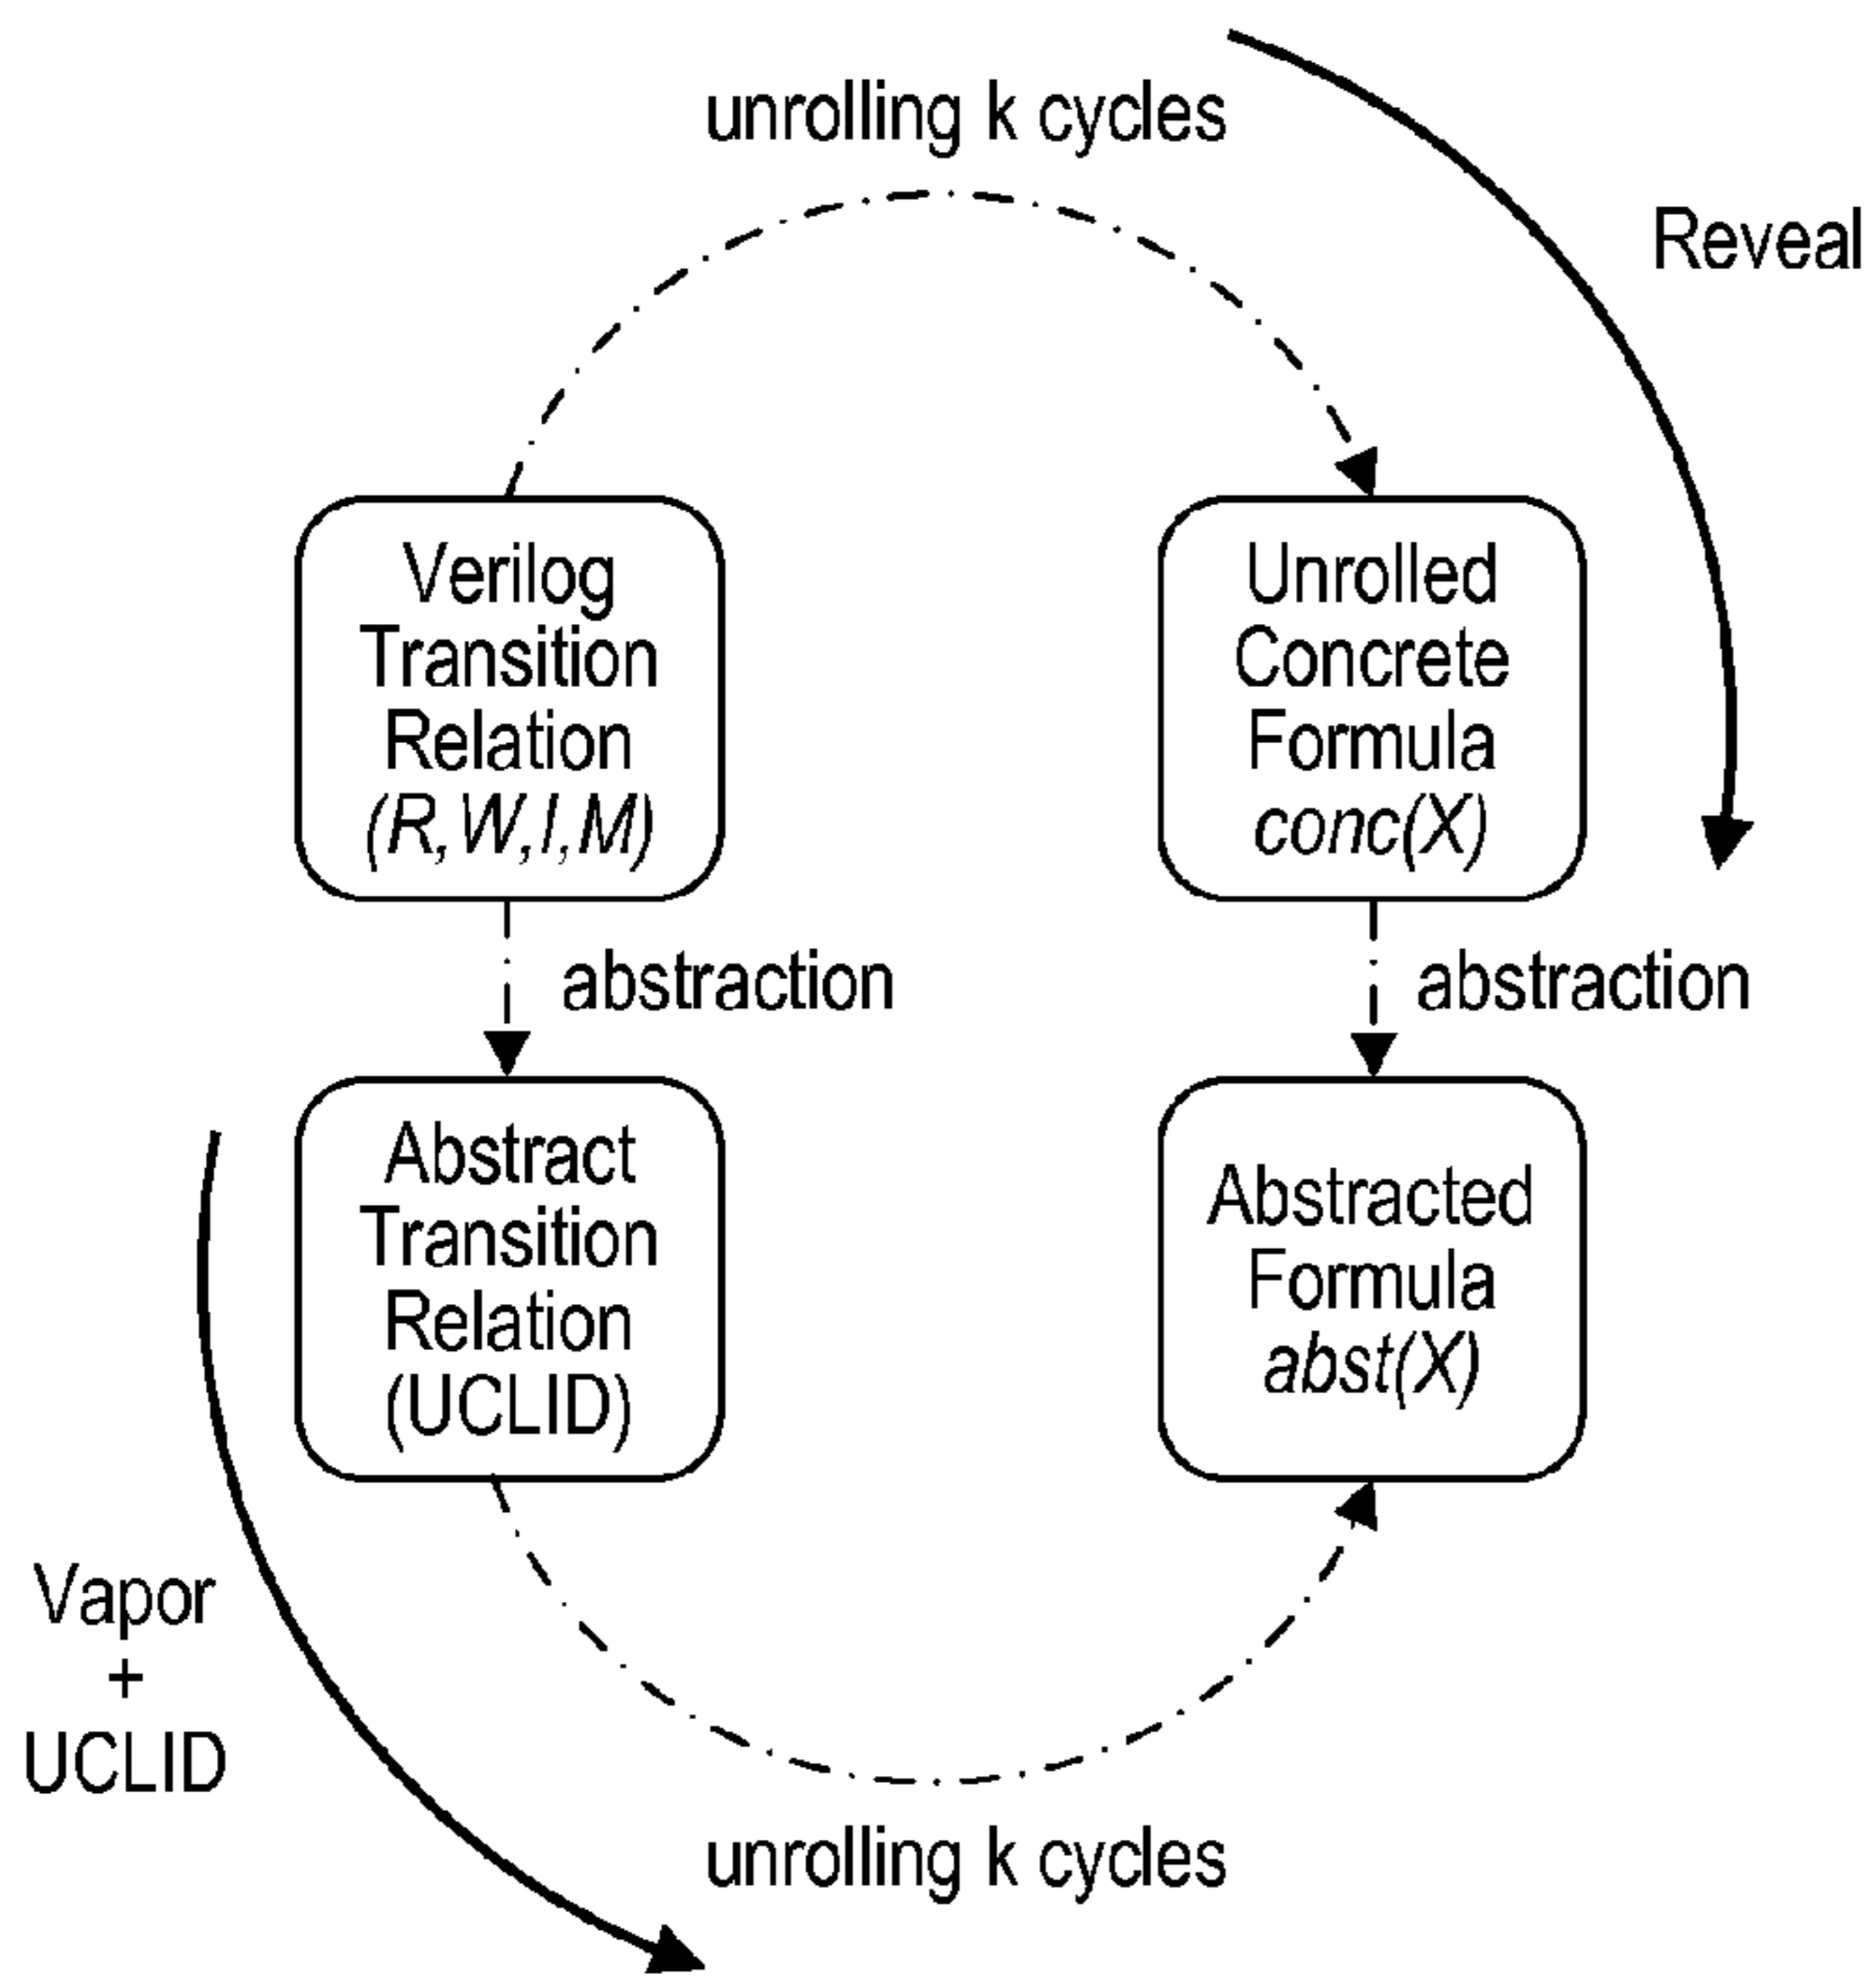 unrolling k cycles
Reveal
Verilog
Transition
Relation
(R,W,I,M)
Unrolled
Concrete
Formula
conc(X)
abstraction
abstraction
Abstract
Transition
Relation
(UCLID)
Abstracted
Formula
abst(X)
Vapor
+
UCLID
unrolling k cycles